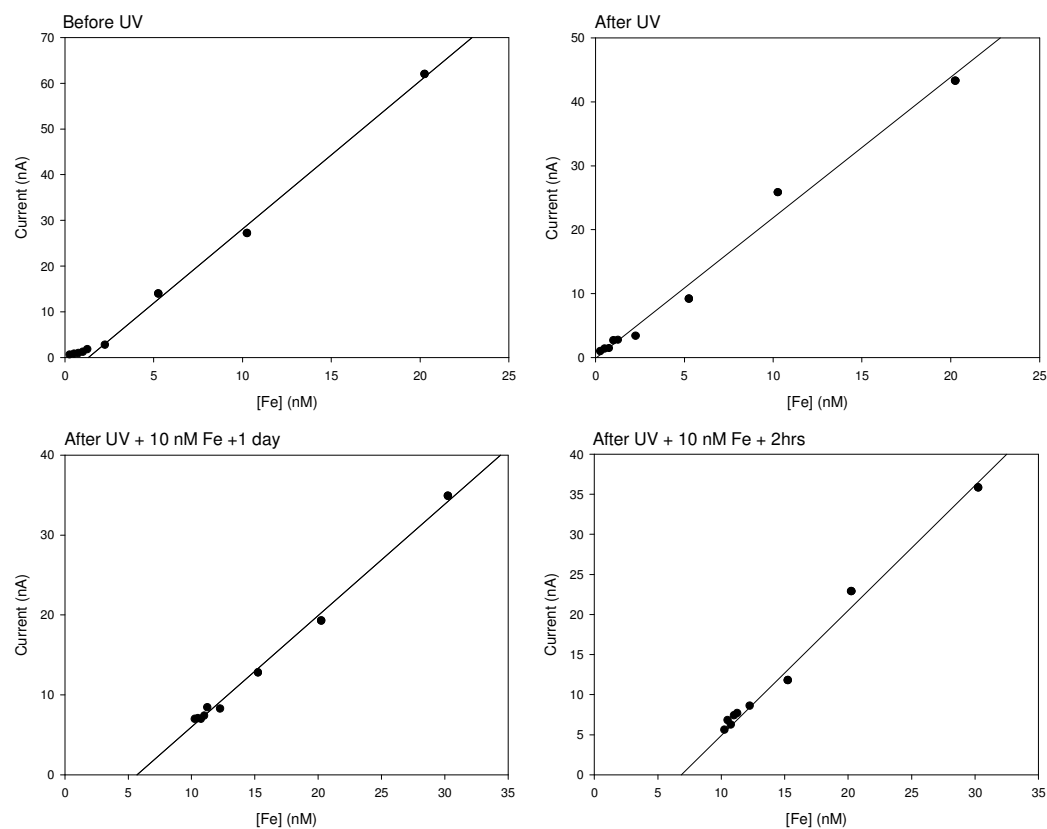 Before UV
70
60
50
40
30
20
10
0
Current (nA)
0 5 10 15 20 25
[Fe] (nM)
After UV
50
40
30
20
10
0
Current (nA)
0 5 10 15 20 25
[Fe] (nM)
After UV + 10 nM Fe +1 day
40
30
20
10
0
Current (nA)
0 5 10 15 20 25 30 35
[Fe] (nM)
After UV + 10 nM Fe + 2hrs
40
35
30
25
20
15
10
5
0
Current (nA)
0 5 10 15 20 25 30 35
[Fe] (nM)